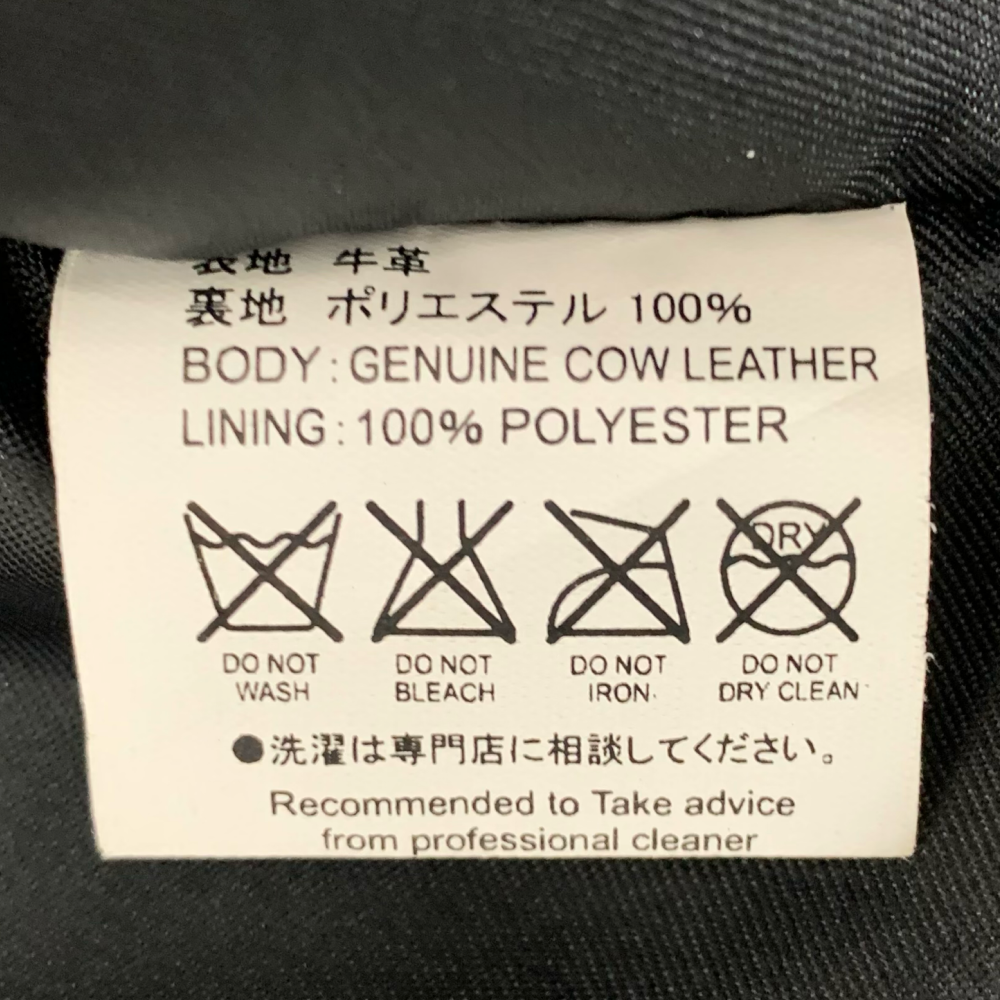 表地 牛革
裏地 ポリエステル 100%
BODY : GENUINE COW LEATHER
LINING : 100% POLYESTER
DRY
DO NOT WASH
DO NOT BLEACH
DO NOT IRON
DO NOT DRY CLEAN
●洗濯は専門店に相談してください。
Recommended to Take advice
from professional cleaner